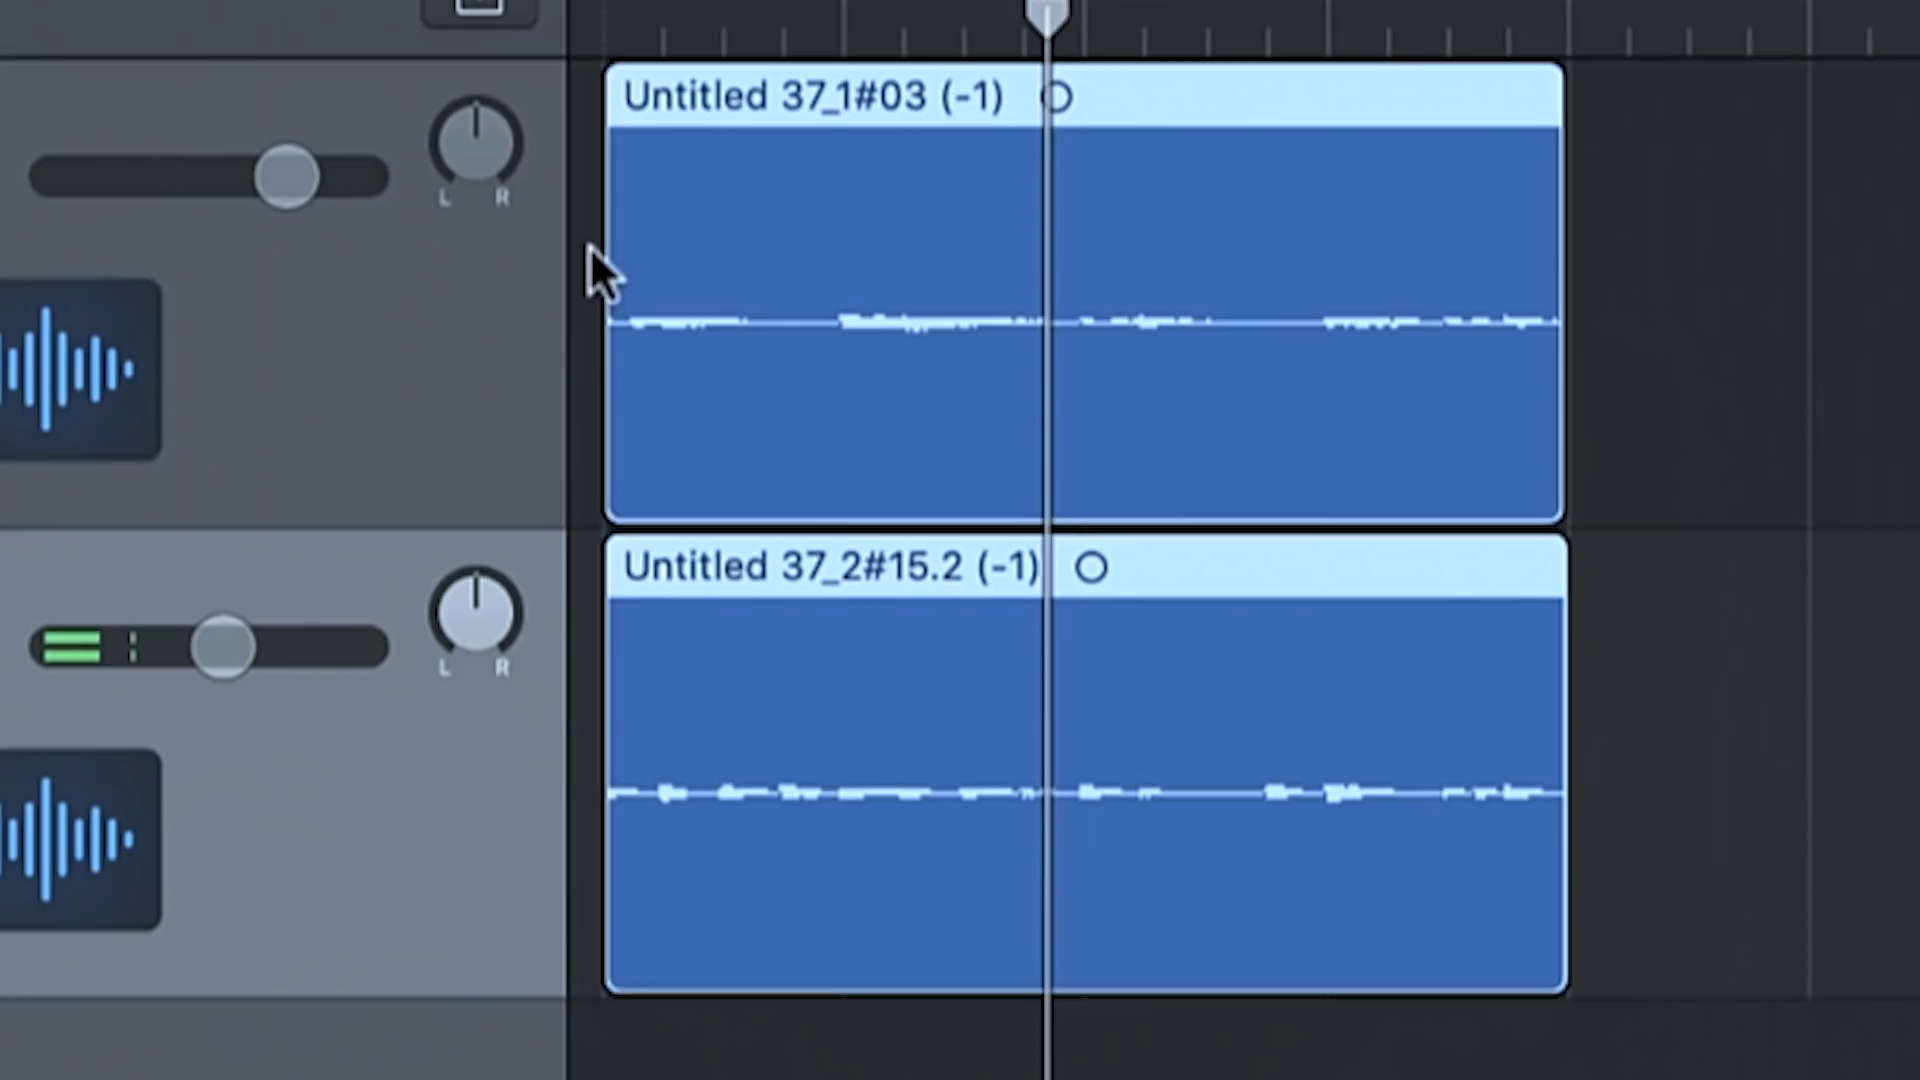 Untitled 37_1#03 (-1)
L R
Untitled 37_2#15.2 (-1)
L R